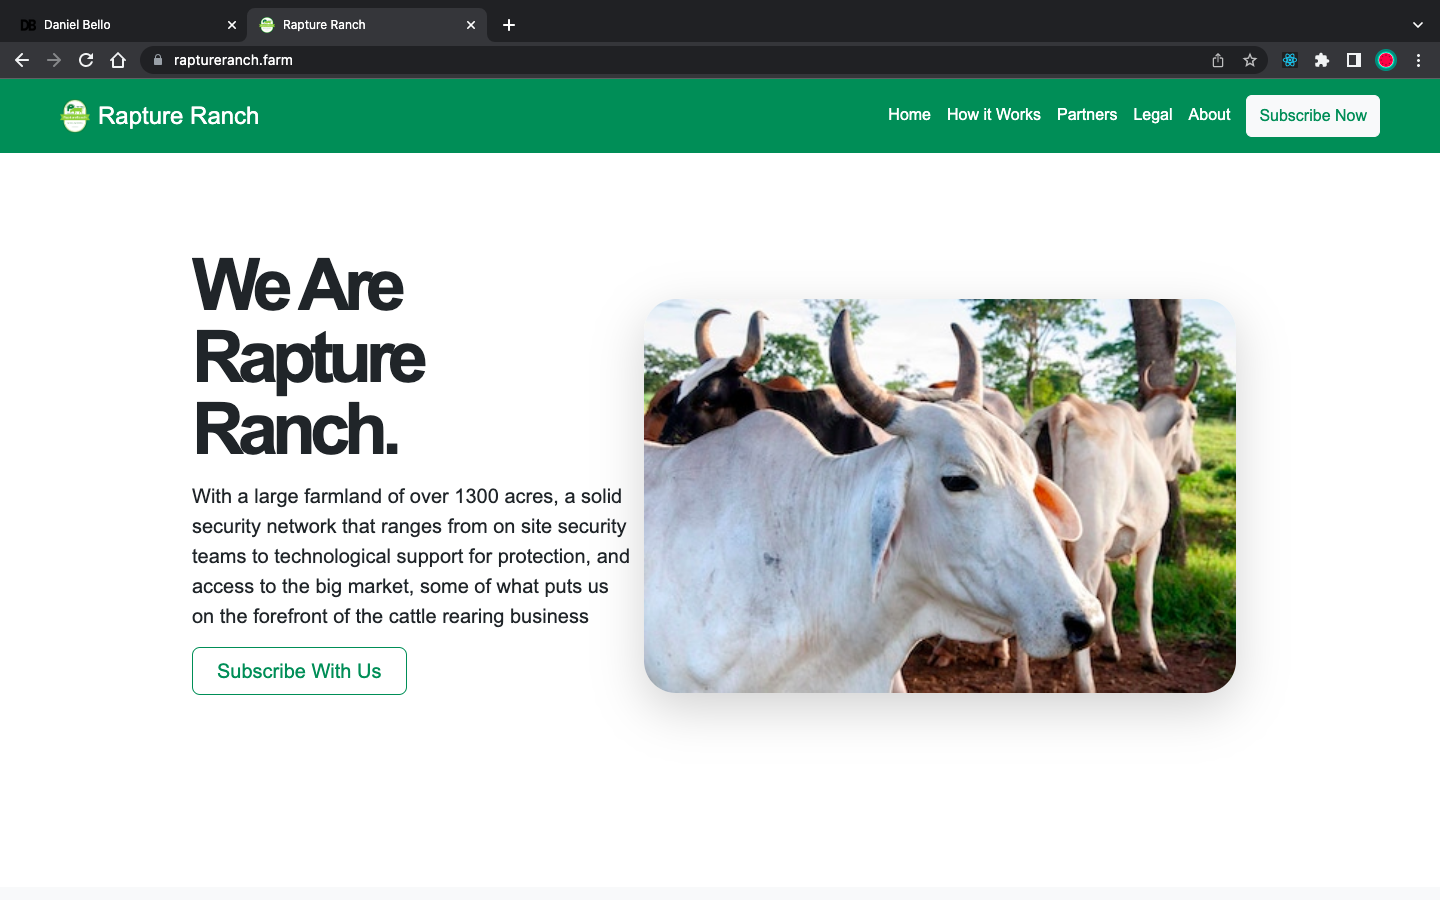 DB Daniel Bello
Rapture Ranch
raptureranch.farm
Rapture Ranch
Home How it Works Partners Legal About Subscribe Now
We Are
Rapture
Ranch.
With a large farmland of over 1300 acres, a solid
security network that ranges from on site security
teams to technological support for protection, and
access to the big market, some of what puts us
on the forefront of the cattle rearing business
Subscribe With Us